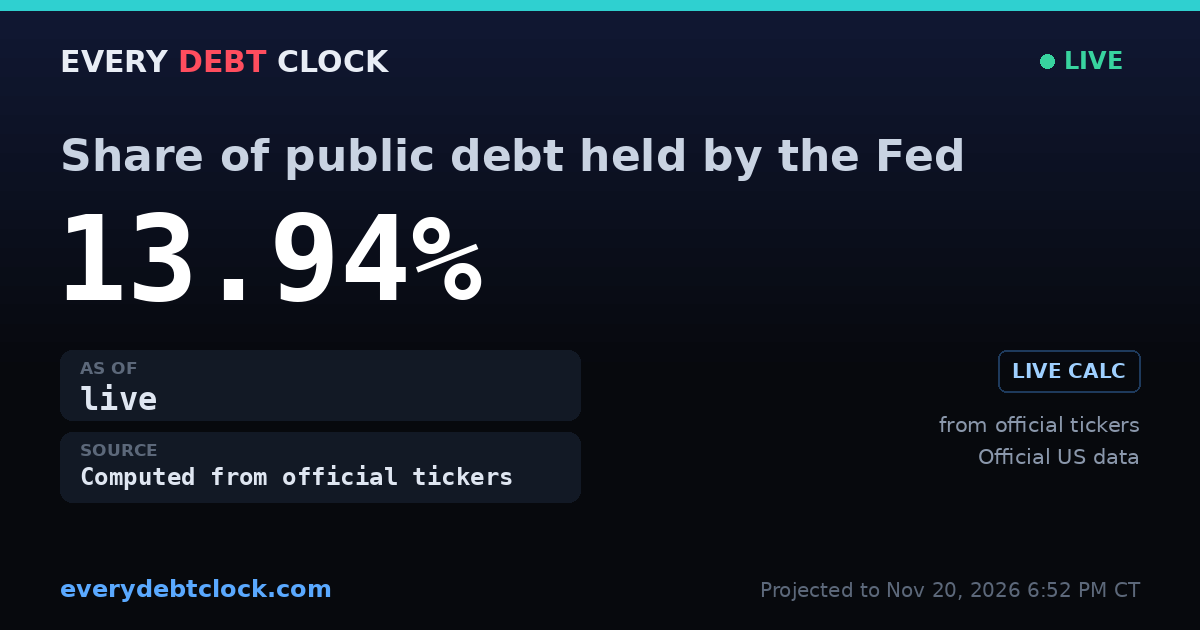 EVERY DEBT CLOCK
LIVE
Share of public debt held by the Fed
13.94%
AS OF
live
SOURCE
Computed from official tickers
LIVE CALC
from official tickers
Official US data
everydebtclock.com
Projected to Nov 20, 2026 6:52 PM CT